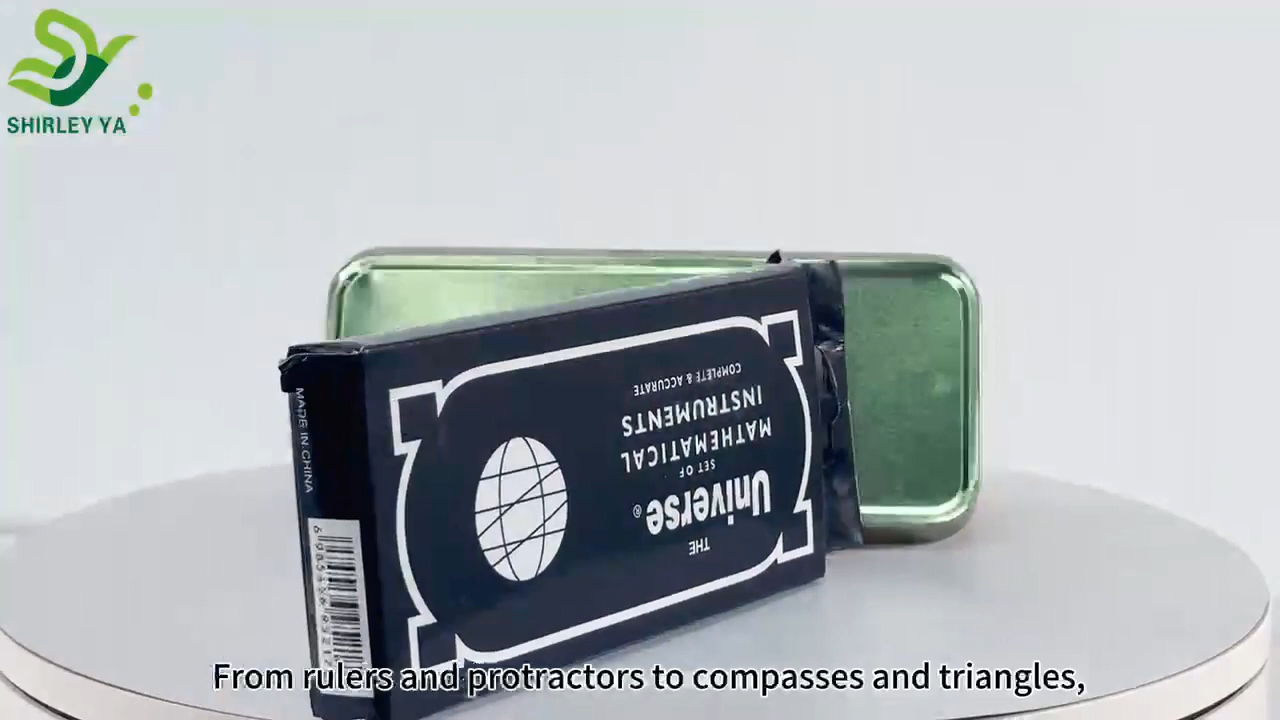 SHIRLEY YA
THE
Universe®
SET OF
MATHEMATICAL
INSTRUMENTS
COMPLETE & ACCURATE
MADE IN CHINA
From rulers and protractors to compasses and triangles,